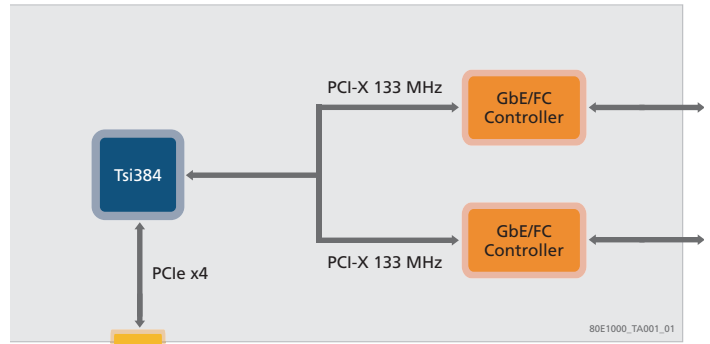 PCI-X 133 MHz
GbE/FC
Controller
Tsi384
GbE/FC
Controller
PCI-X 133 MHz
PCIe x4
80E1000_TA001_01